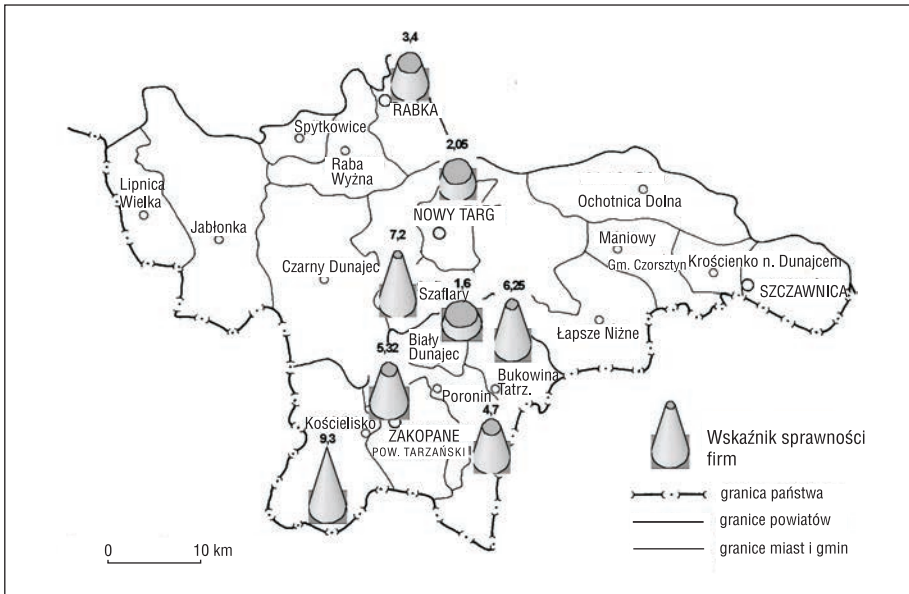 3,4
RABKA
Spytkowice
Raba
Wyżna
2,05
NOWY TARG
Lipnica
Wielka
Jabłonka
Ochotnica Dolna
Maniowy
Gm. Czorsztyn
Krościenko n. Dunajcem
SZCZAWNICA
Czarny Dunajec
7,2
Szaflary
1,6
6,25
Łapsze Niżne
Biały
Dunajec
5,32
Bukowina
Tatrz.
Poronin
4,7
Kościelisko
9,3
ZAKOPANE
POW. TARZAŃSKI
Wskaźnik sprawności
firm
granica państwa
granice powiatów
granice miast i gmin
0 10 km